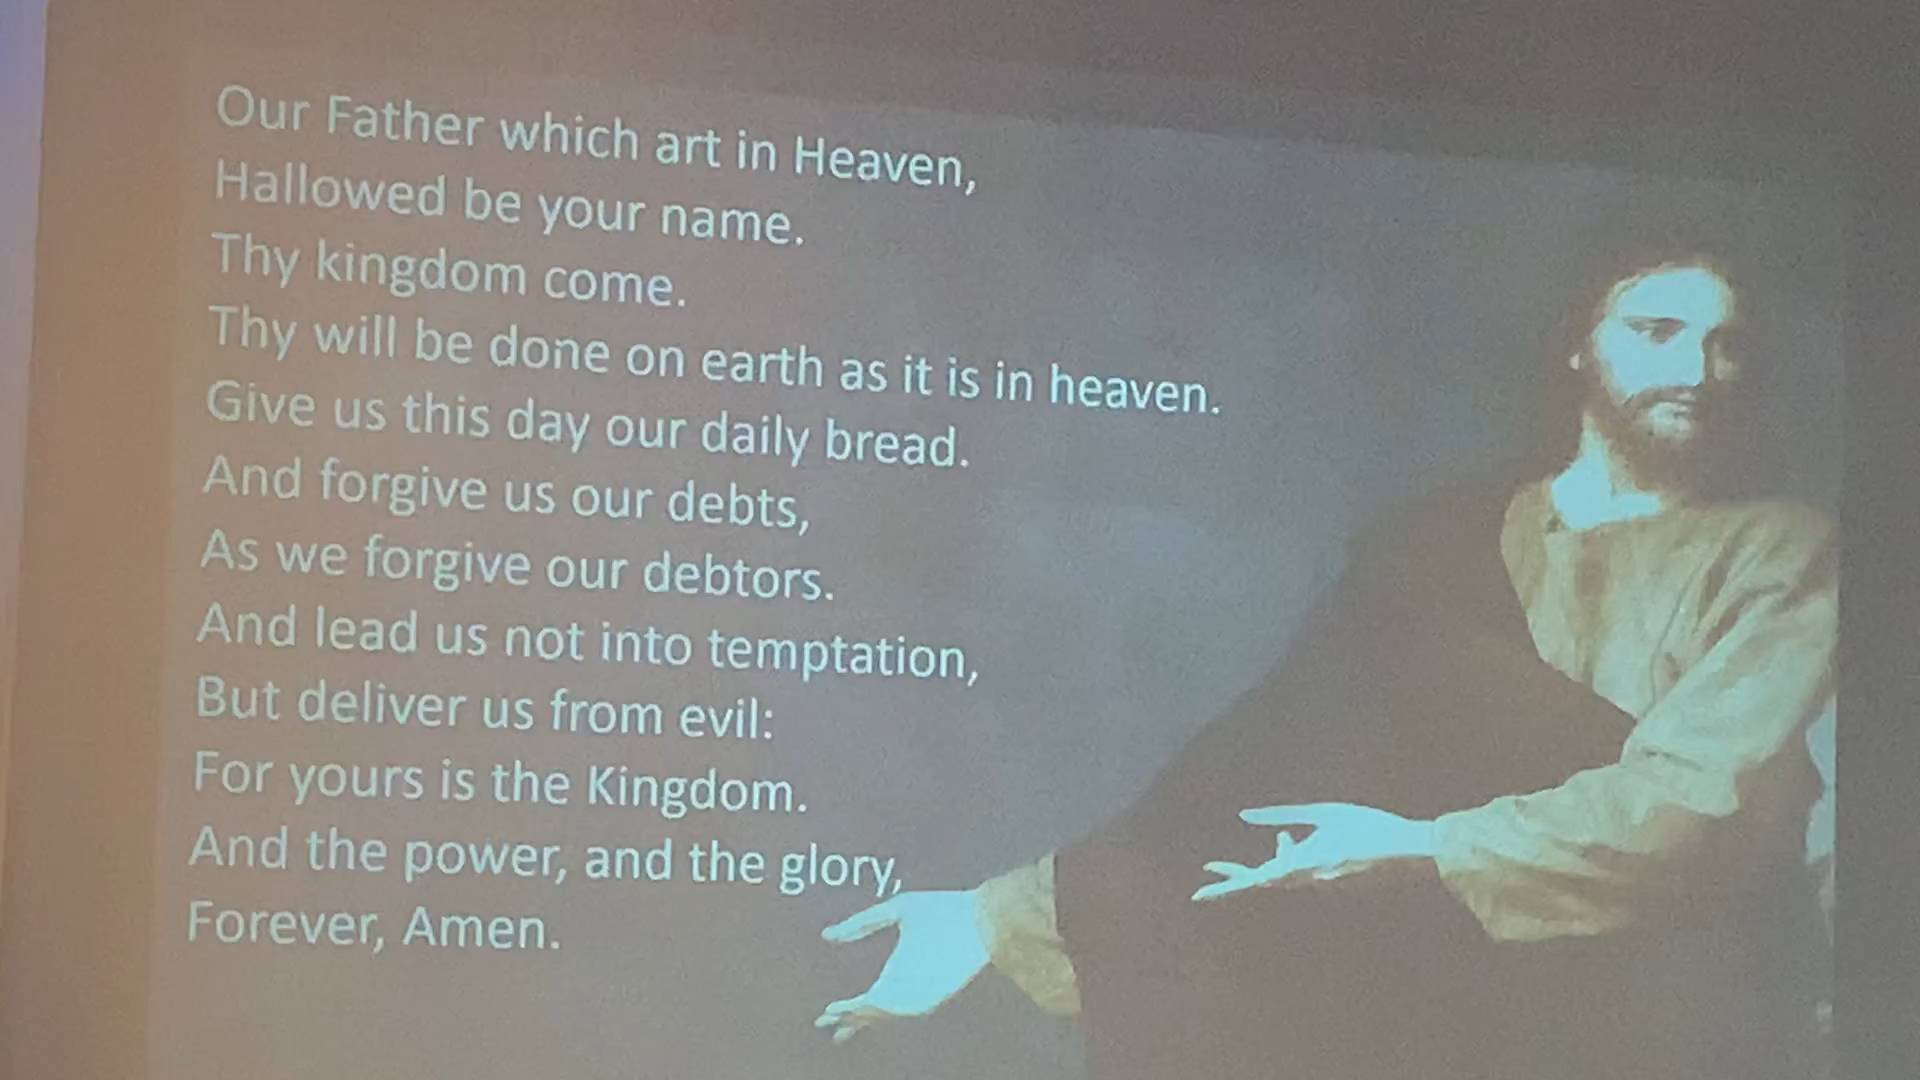 Our Father which art in Heaven,
Hallowed be your name.
Thy kingdom come.
Thy will be done on earth as it is in heaven.
Give us this day our daily bread.
And forgive us our debts,
As we forgive our debtors.
And lead us not into temptation,
But deliver us from evil:
For yours is the Kingdom.
And the power, and the glory,
Forever, Amen.